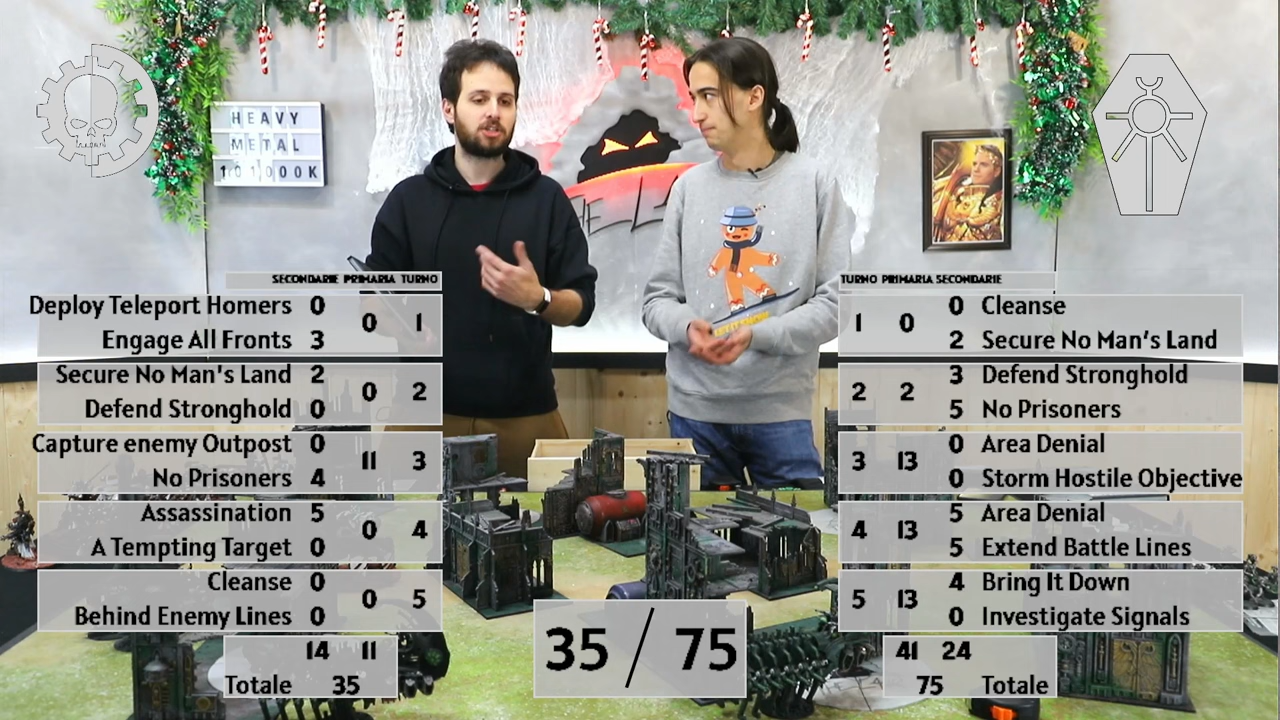 HEAVY
METAL
101000K
SECONDARIE PRIMARIA TURNO
Deploy Teleport Homers 0
Engage All Fronts 3
0 1
Secure No Man's Land 2
Defend Stronghold 0
0 2
Capture enemy Outpost 0
No Prisoners 4
11 3
Assassination 5
A Tempting Target 0
0 4
Cleanse 0
Behind Enemy Lines 0
0 5
14 11
Totale 35
35 / 75
TURNO PRIMARIA SECONDARIE
1 0
0 Cleanse
2 Secure No Man's Land
2 2
3 Defend Stronghold
5 No Prisoners
3 13
0 Area Denial
0 Storm Hostile Objective
4 13
5 Area Denial
5 Extend Battle Lines
5 13
4 Bring It Down
0 Investigate Signals
41 24
75 Totale